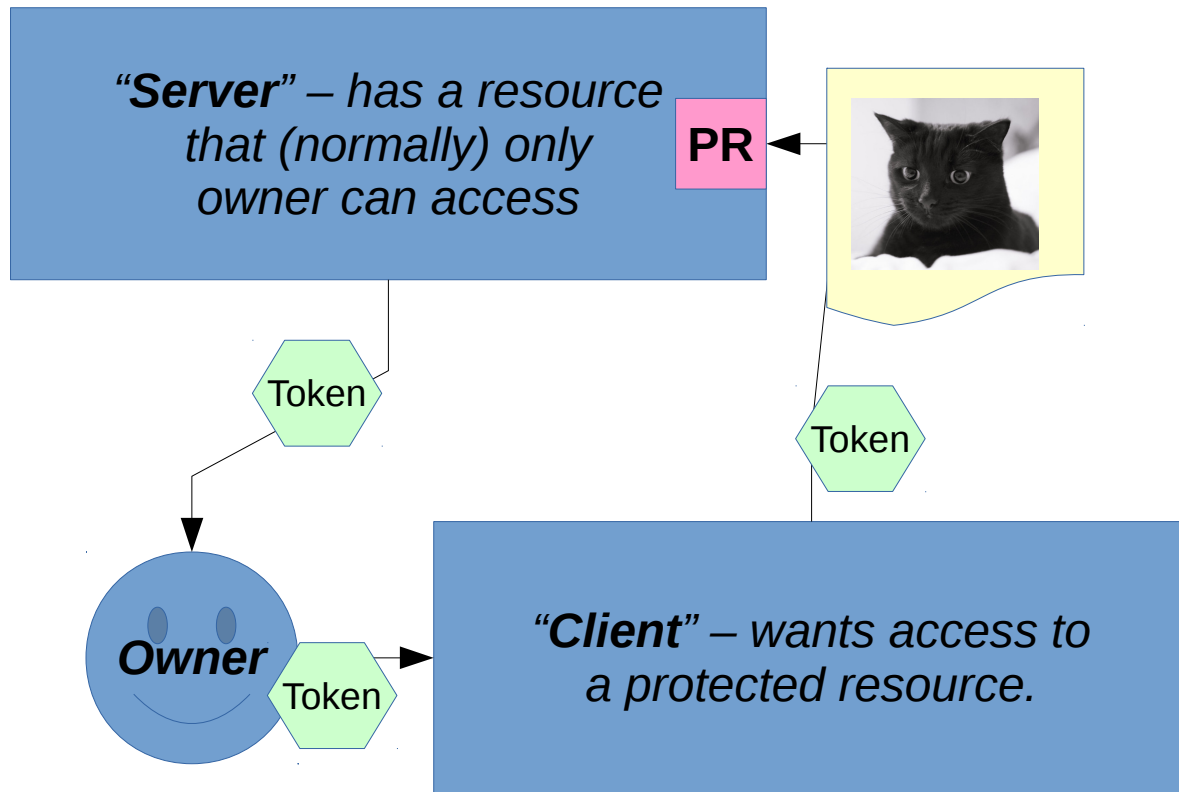 “Server” – has a resource
that (normally) only
owner can access
PR
Token
Token
Owner
Token
“Client” – wants access to
a protected resource.